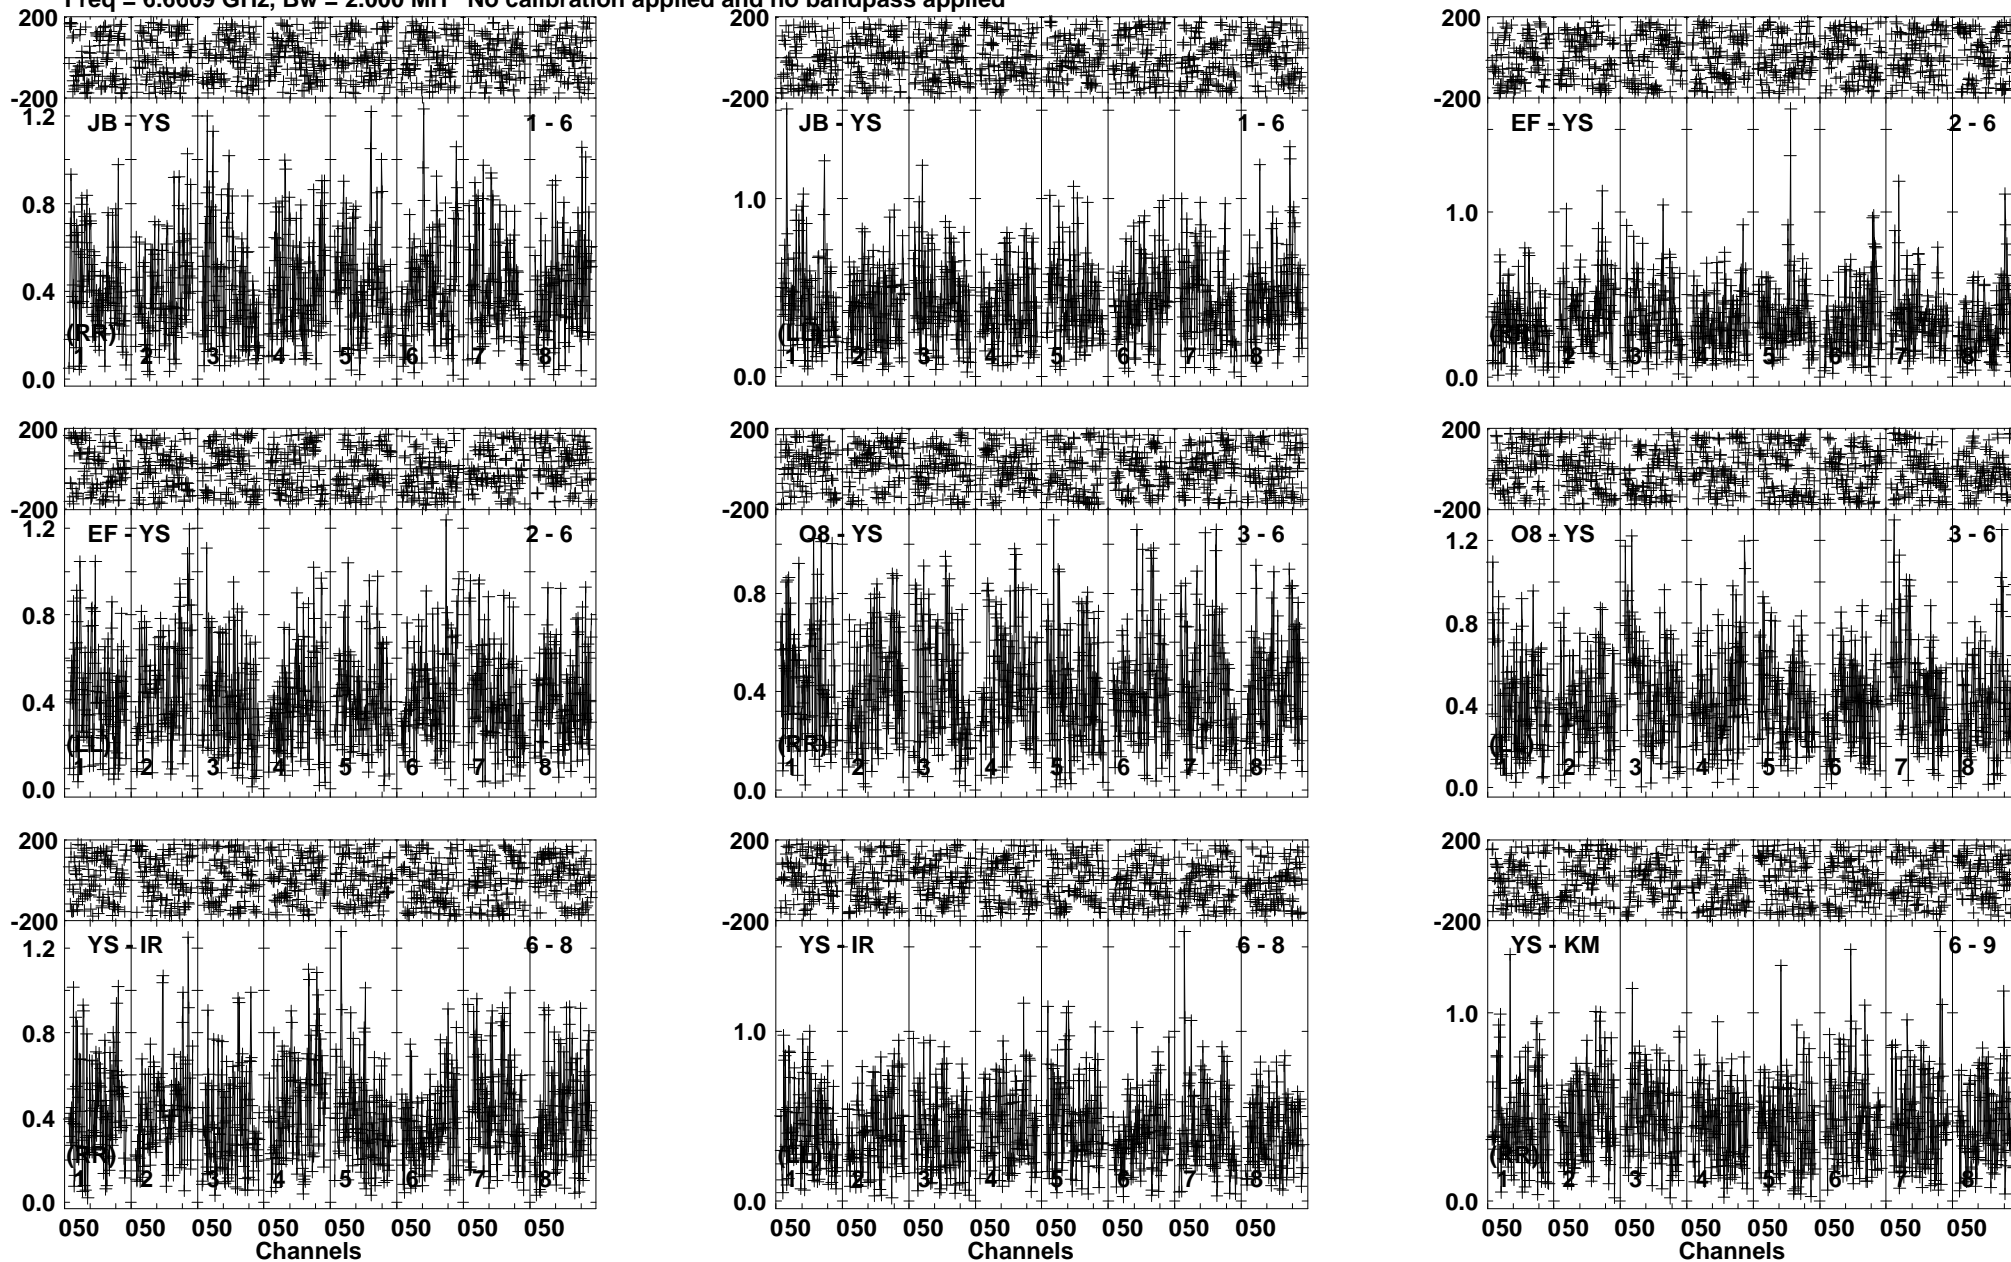 Freq = 6.6609 GHz, Bw = 2.000 MH No calibration applied and no bandpass applied
200 200 200
-200 -200 -200
1.2 JB - YS 1 - 6 JB - YS 1 - 6 EF - YS 2 - 6
0.8 1.0 1.0
0.4
(RR) (LL) (RR)
1 2 3 4 5 6 7 8 1 2 3 4 5 6 7 8 1 2 3 4 5 6 7 8
0.0 0.0 0.0
200 200 200
-200 -200 -200
1.2 EF - YS 2 - 6 O8 - YS 3 - 6 1.2 O8 - YS 3 - 6
0.8 0.8 0.8
0.4 0.4 0.4
(LL) (RR) (LL)
1 2 3 4 5 6 7 8 1 2 3 4 5 6 7 8 1 2 3 4 5 6 7 8
0.0 0.0 0.0
200 200 200
-200 -200 -200
1.2 YS - IR 6 - 8 YS - IR 6 - 8 YS - KM 6 - 9
0.8 1.0 1.0
0.4
(RR) (LL) (RR)
1 2 3 4 5 6 7 8 1 2 3 4 5 6 7 8 1 2 3 4 5 6 7 8
0.0 0.0 0.0
050 050 050 050 050 050 050 050 050 050 050 050 050 050 050 050 050 050 050 050 050 050 050 050
Channels Channels Channels